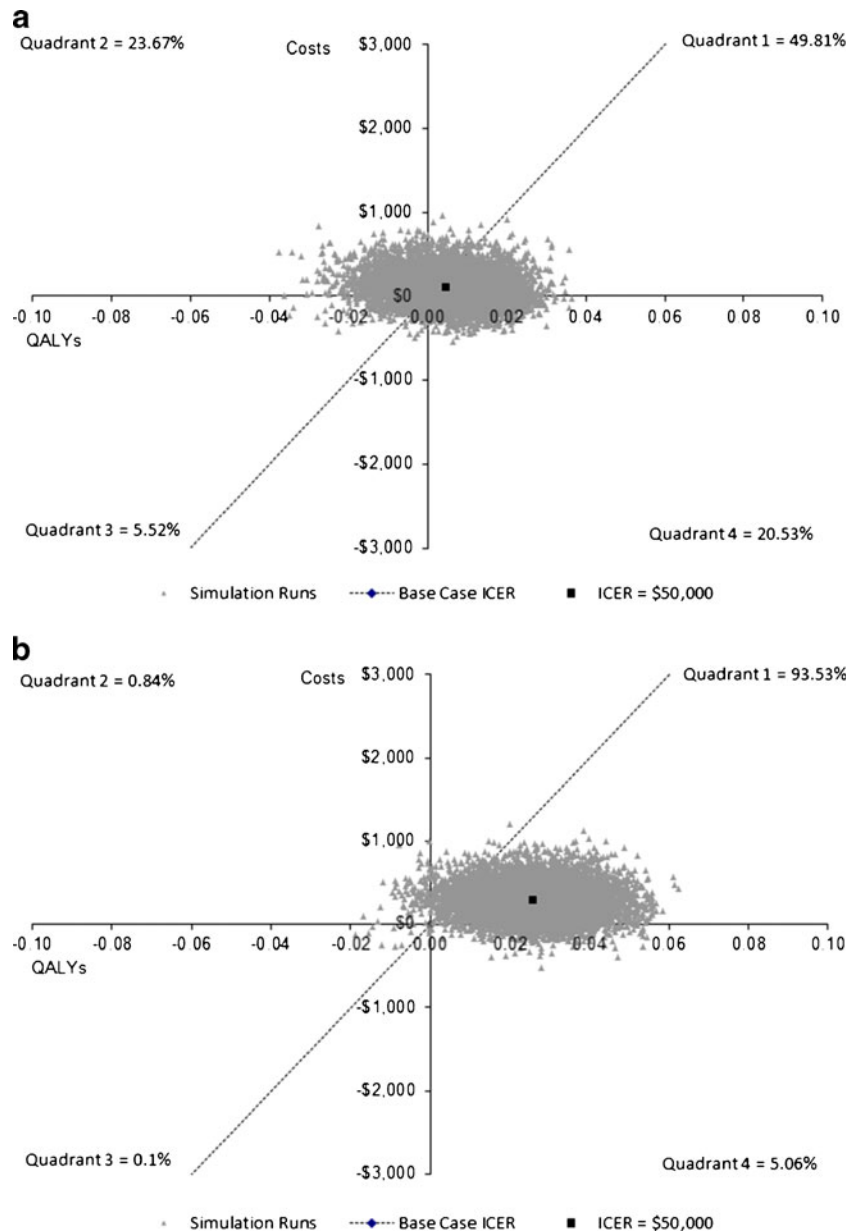 a
Quadrant 2 = 23.67%
Costs
$3,000
Quadrant 1 = 49.81%
$2,000
$1,000
$0
-0.10 -0.08 -0.06 -0.04 -0.02 0.00 0.02 0.04 0.06 0.08 0.10
QALYs
-$1,000
-$2,000
Quadrant 3 = 5.52%
Quadrant 4 = 20.53%
-$3,000
Simulation Runs Base Case ICER ICER = $50,000
b
Quadrant 2 = 0.84%
Costs
$3,000
Quadrant 1 = 93.53%
$2,000
$1,000
$0
-0.10 -0.08 -0.06 -0.04 -0.02 0.00 0.02 0.04 0.06 0.08 0.10
QALYs
-$1,000
-$2,000
Quadrant 3 = 0.1%
Quadrant 4 = 5.06%
-$3,000
Simulation Runs Base Case ICER ICER = $50,000